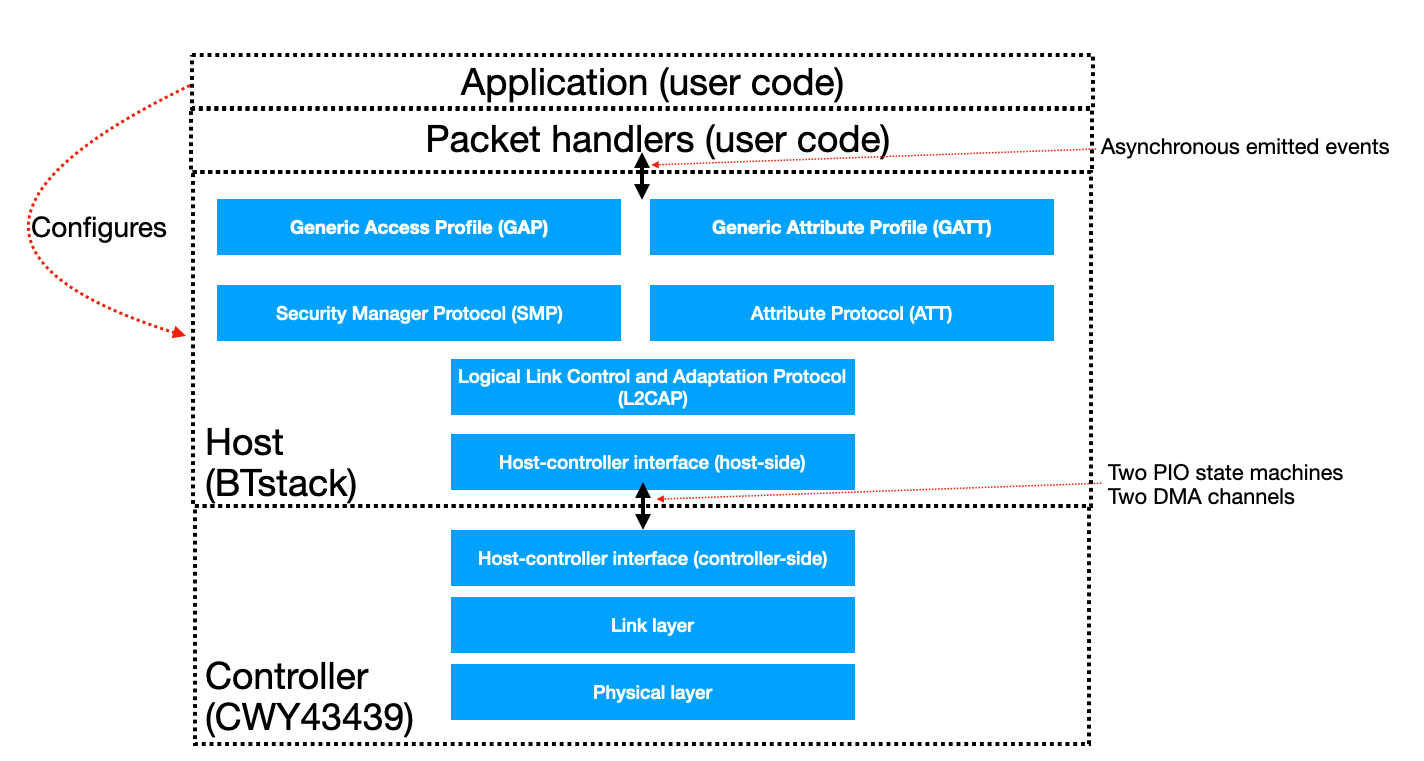 Application (user code)
Packet handlers (user code)
Asynchronous emitted events
Configures
Generic Access Profile (GAP)
Generic Attribute Profile (GATT)
Security Manager Protocol (SMP)
Attribute Protocol (ATT)
Logical Link Control and Adaptation Protocol
(L2CAP)
Host
(BTstack)
Host-controller interface (host-side)
Two PIO state machines
Two DMA channels
Host-controller interface (controller-side)
Link layer
Controller
(CWY43439)
Physical layer